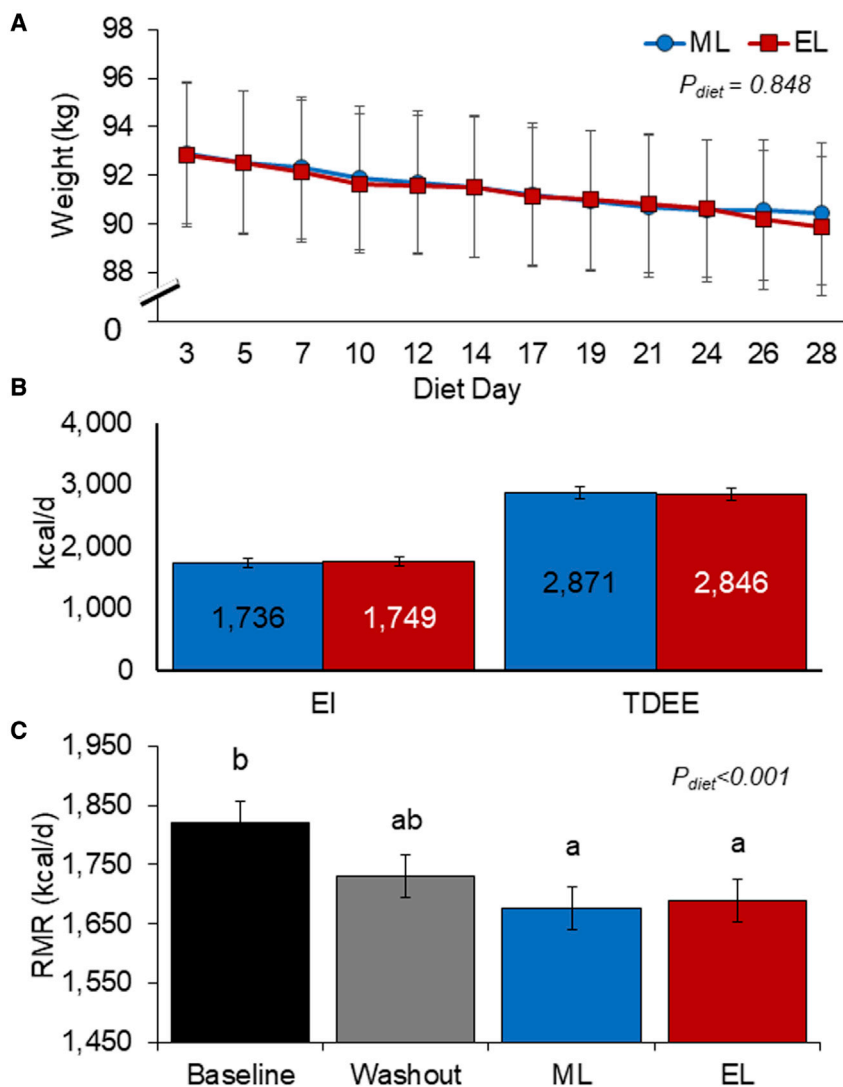 A
98
96
94
92
90
88
0
Weight (kg)
ML EL
P_diet = 0.848
3 5 7 10 12 14 17 19 21 24 26 28
Diet Day
B
4,000
3,000
2,000
1,000
0
kcal/d
1,736 1,749 2,871 2,846
EI TDEE
C
1,950
1,850
1,750
1,650
1,550
1,450
RMR (kcal/d)
b ab a a
P_diet<0.001
Baseline Washout ML EL